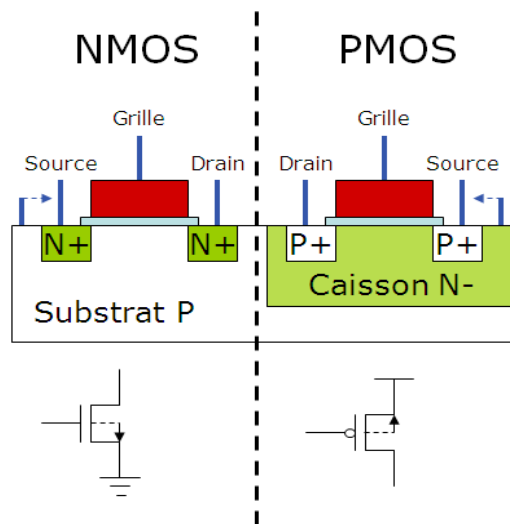 NMOS
PMOS
Grille
Grille
Source
Drain
Drain
Source
N+
N+
P+
P+
Caisson N-
Substrat P